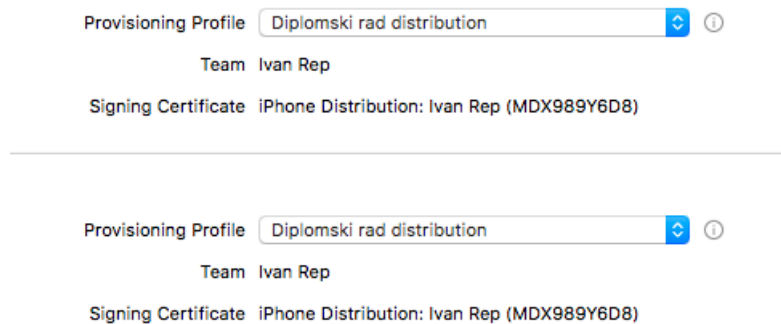 Provisioning Profile Diplomski rad distribution
Team Ivan Rep
Signing Certificate iPhone Distribution: Ivan Rep (MDX989Y6D8)
Provisioning Profile Diplomski rad distribution
Team Ivan Rep
Signing Certificate iPhone Distribution: Ivan Rep (MDX989Y6D8)